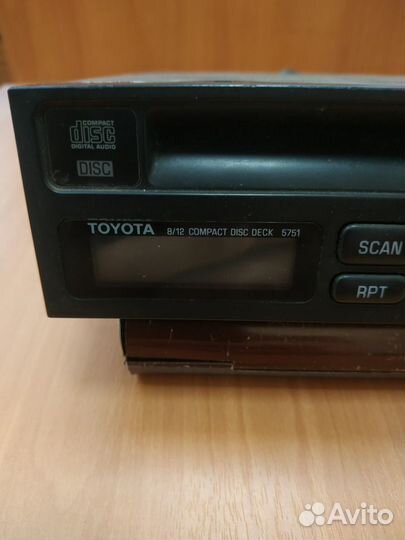 COMPACT
disc
DIGITAL AUDIO
DISC
TOYOTA 8/12 COMPACT DISC DECK 5751
SCAN
RPT
Avito